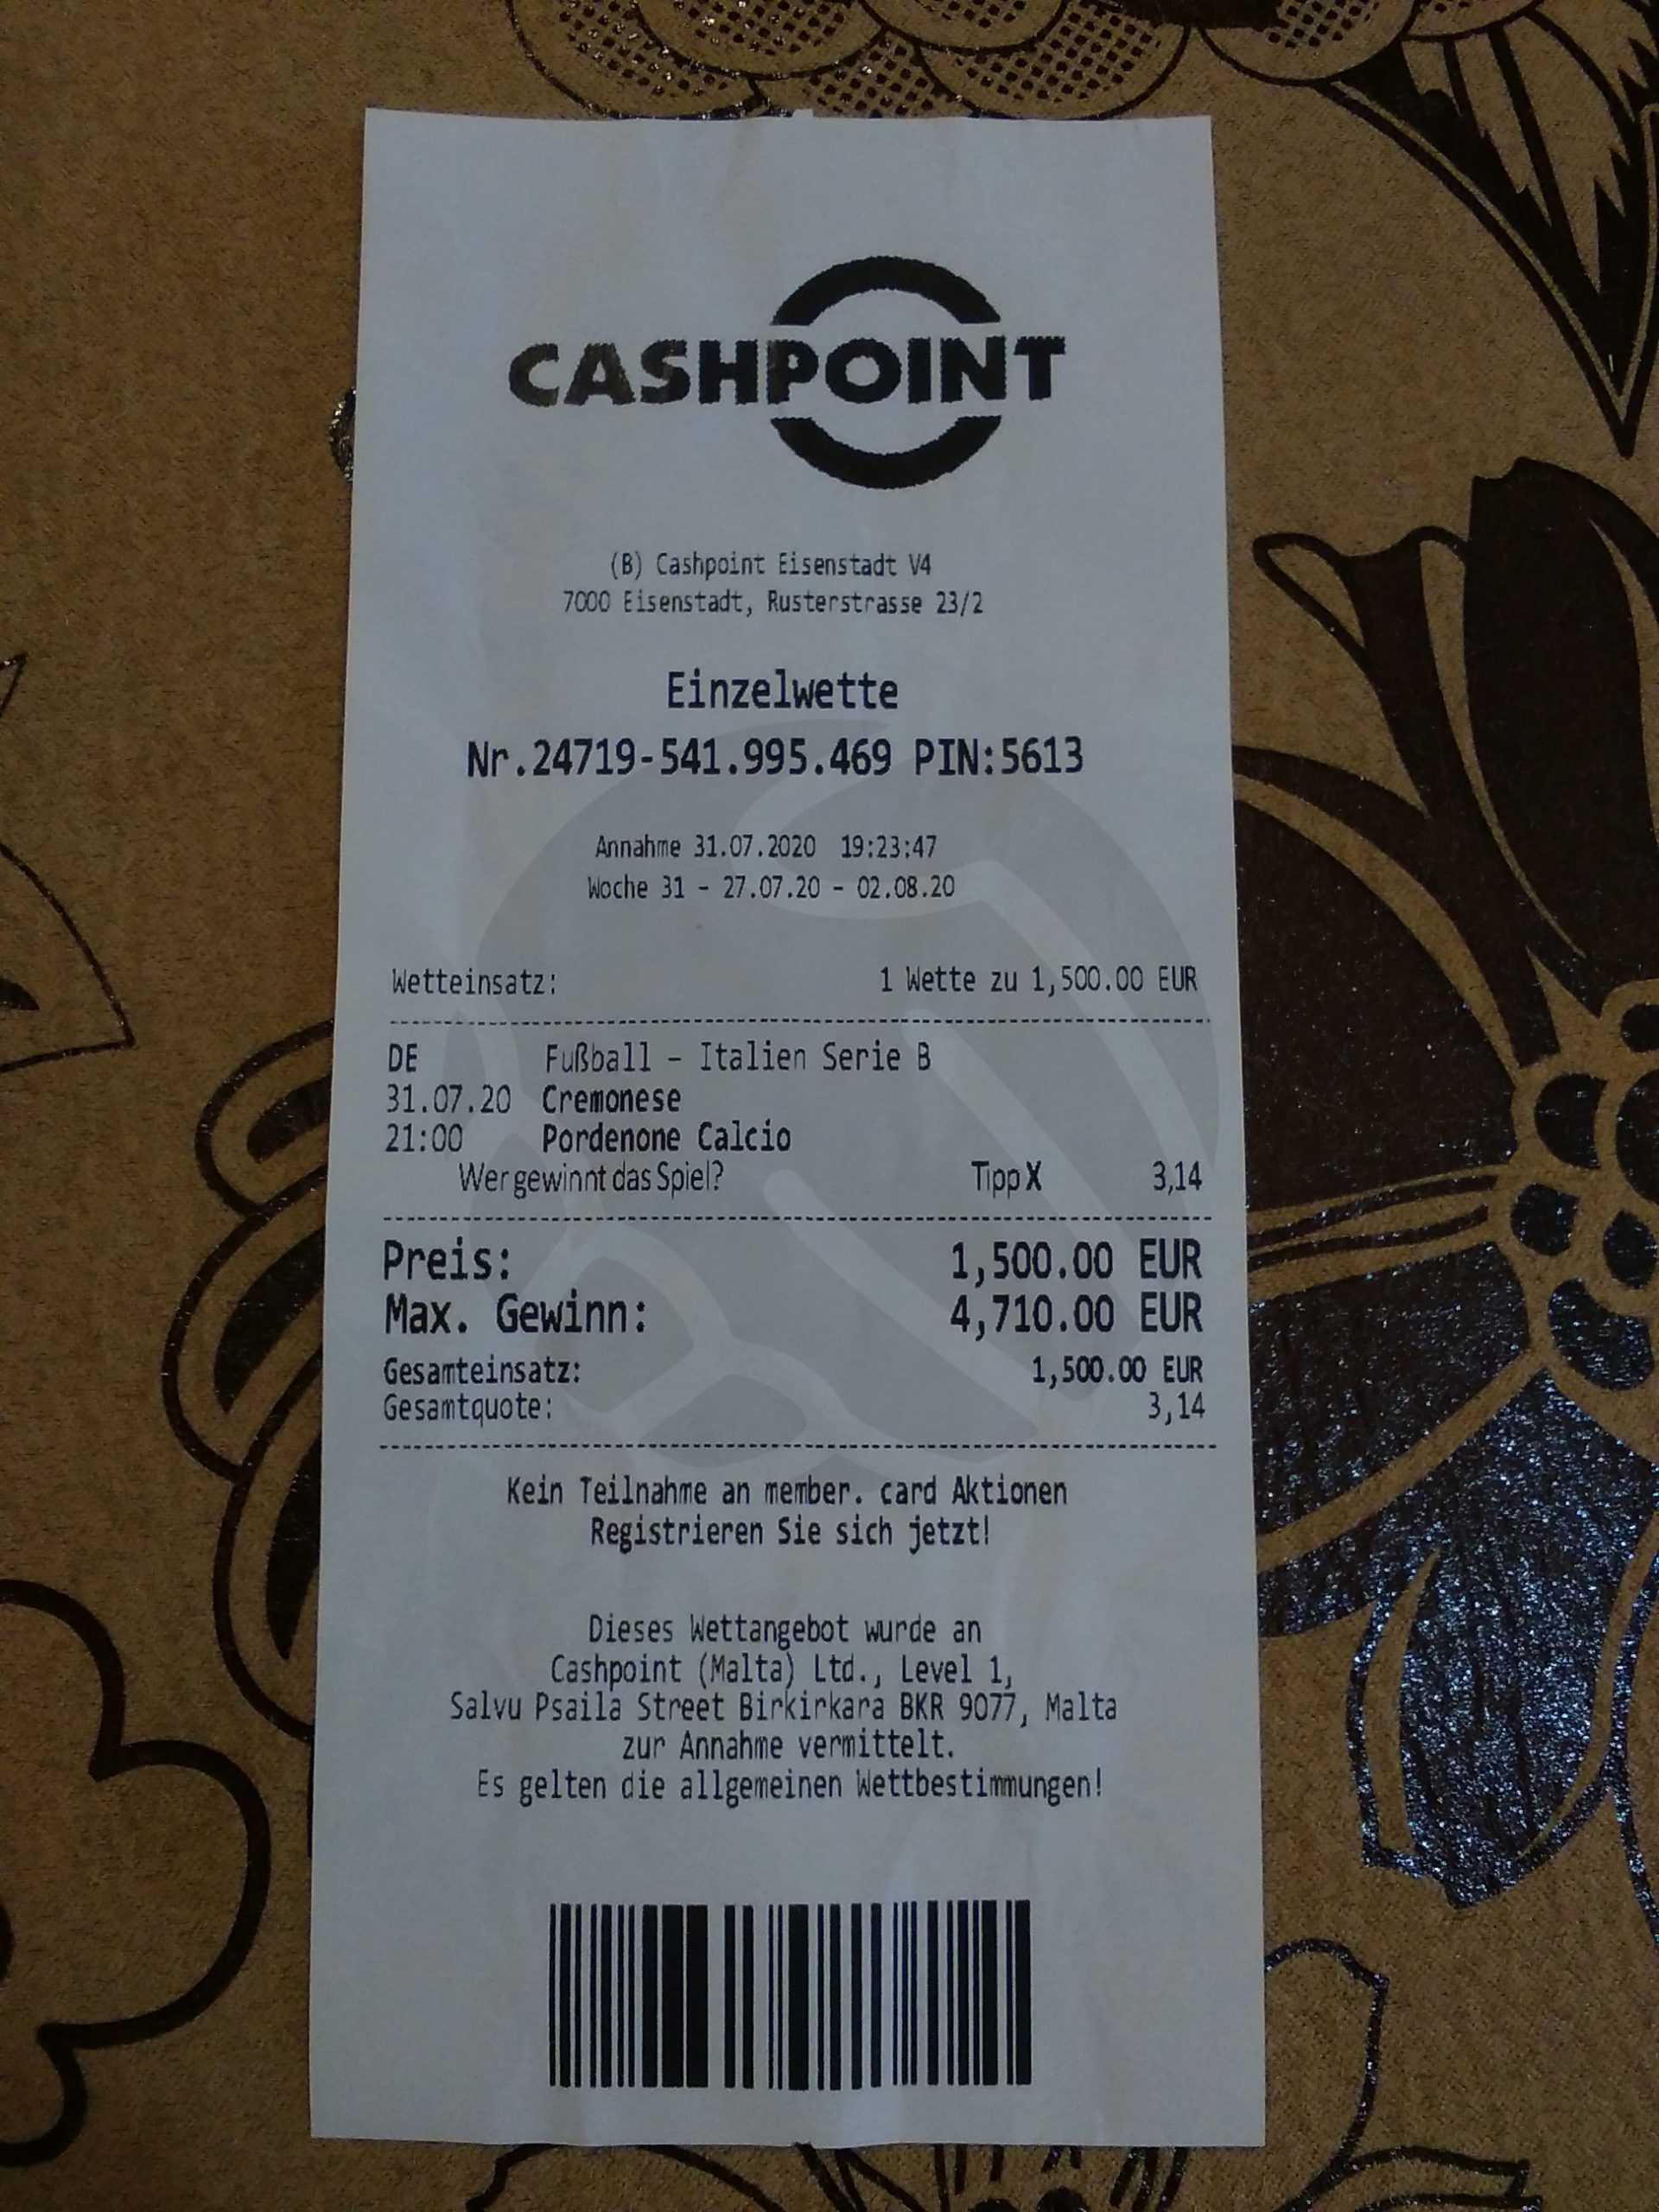 CASHPOINT
(B) Cashpoint Eisenstadt V4
7000 Eisenstadt, Rusterstrasse 23/2
Einzelwette
Nr.24719-541.995.469 PIN:5613
Annahme 31.07.2020 19:23:47
Woche 31 - 27.07.20 - 02.08.20
Wetteinsatz: 1 Wette zu 1,500.00 EUR
DE Fußball – Italien Serie B
31.07.20 Cremonese
21:00 Pordenone Calcio
Wer gewinnt das Spiel? Tipp X 3,14
Preis: 1,500.00 EUR
Max. Gewinn: 4,710.00 EUR
Gesamteinsatz: 1,500.00 EUR
Gesamtquote: 3,14
Kein Teilnahme an member. card Aktionen
Registrieren Sie sich jetzt!
Dieses Wettangebot wurde an
Cashpoint (Malta) Ltd., Level 1,
Salvu Psaila Street Birkirkara BKR 9077, Malta
zur Annahme vermittelt.
Es gelten die allgemeinen Wettbestimmungen!